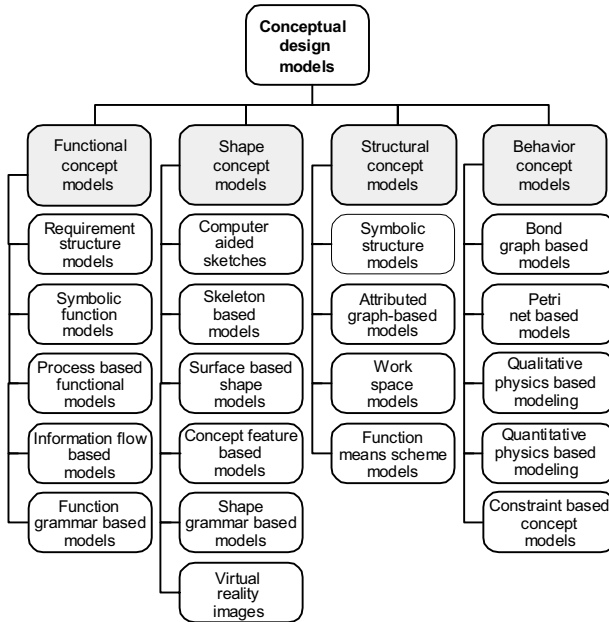 Conceptual
design
models
Functional
concept
models
Requirement
structure
models
Symbolic
function
models
Process based
functional
models
Information flow
based
models
Function
grammar based
models
Shape
concept
models
Computer
aided
sketches
Skeleton
based
models
Surface based
shape
models
Concept feature
based
models
Shape
grammar based
models
Virtual
reality
images
Structural
concept
models
Symbolic
structure
models
Attributed
graph-based
models
Work
space
models
Function
means scheme
models
Behavior
concept
models
Bond
graph based
models
Petri
net based
models
Qualitative
physics based
modeling
Quantitative
physics based
modeling
Constraint based
concept
models